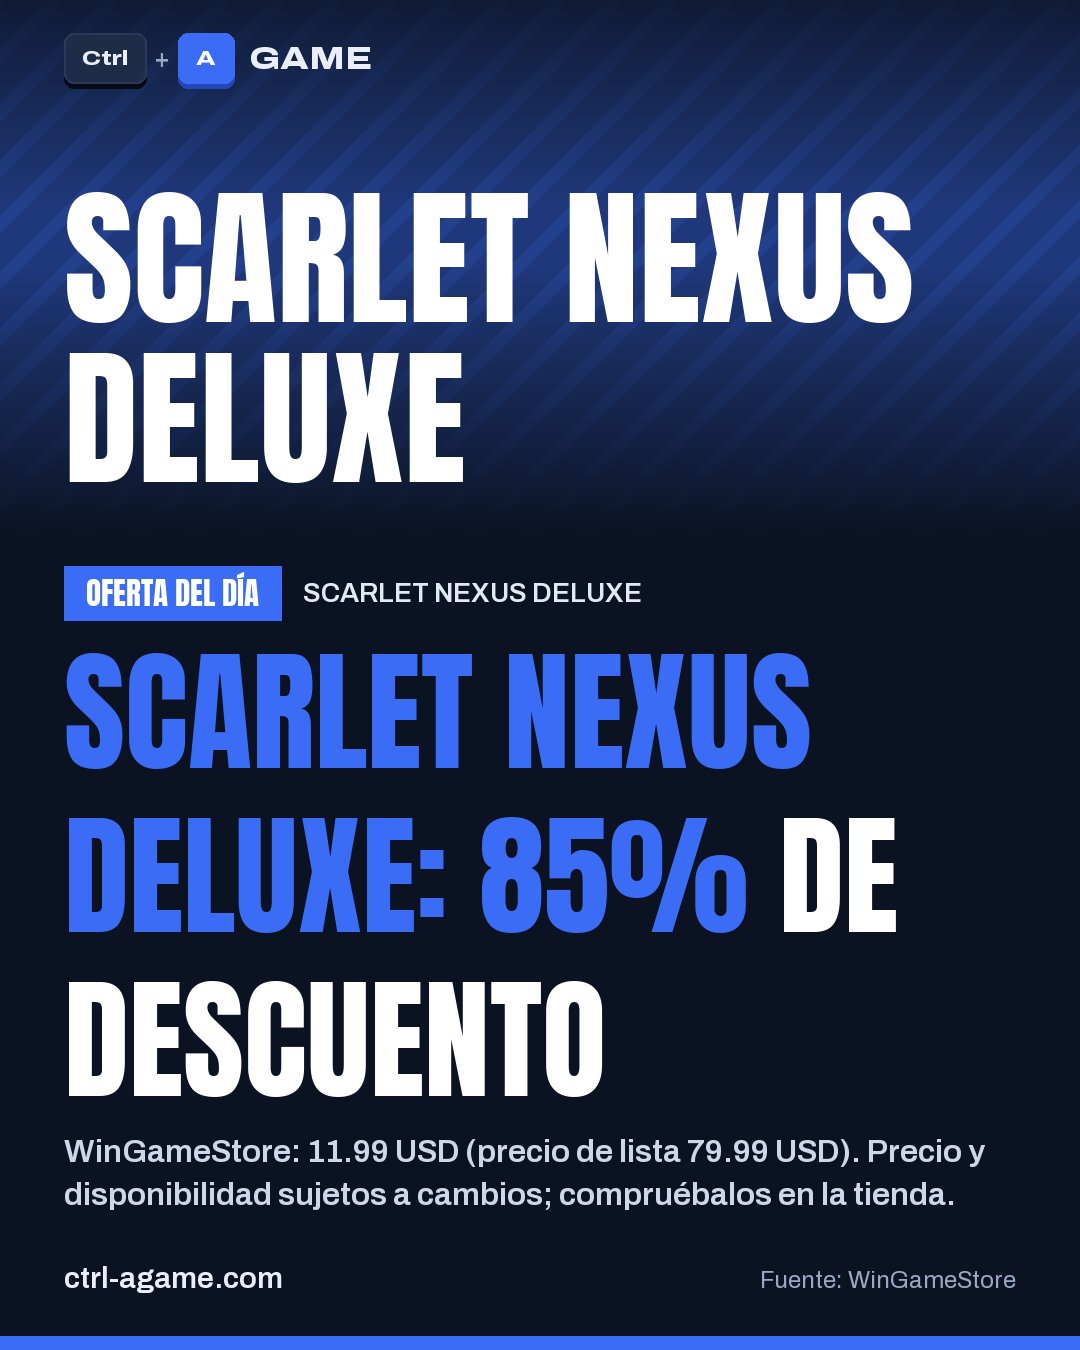 Ctrl + A GAME
SCARLET NEXUS
DELUXE
OFERTA DEL DÍA SCARLET NEXUS DELUXE
SCARLET NEXUS
DELUXE: 85% DE
DESCUENTO
WinGameStore: 11.99 USD (precio de lista 79.99 USD). Precio y
disponibilidad sujetos a cambios; compruébalos en la tienda.
ctrl-agame.com Fuente: WinGameStore